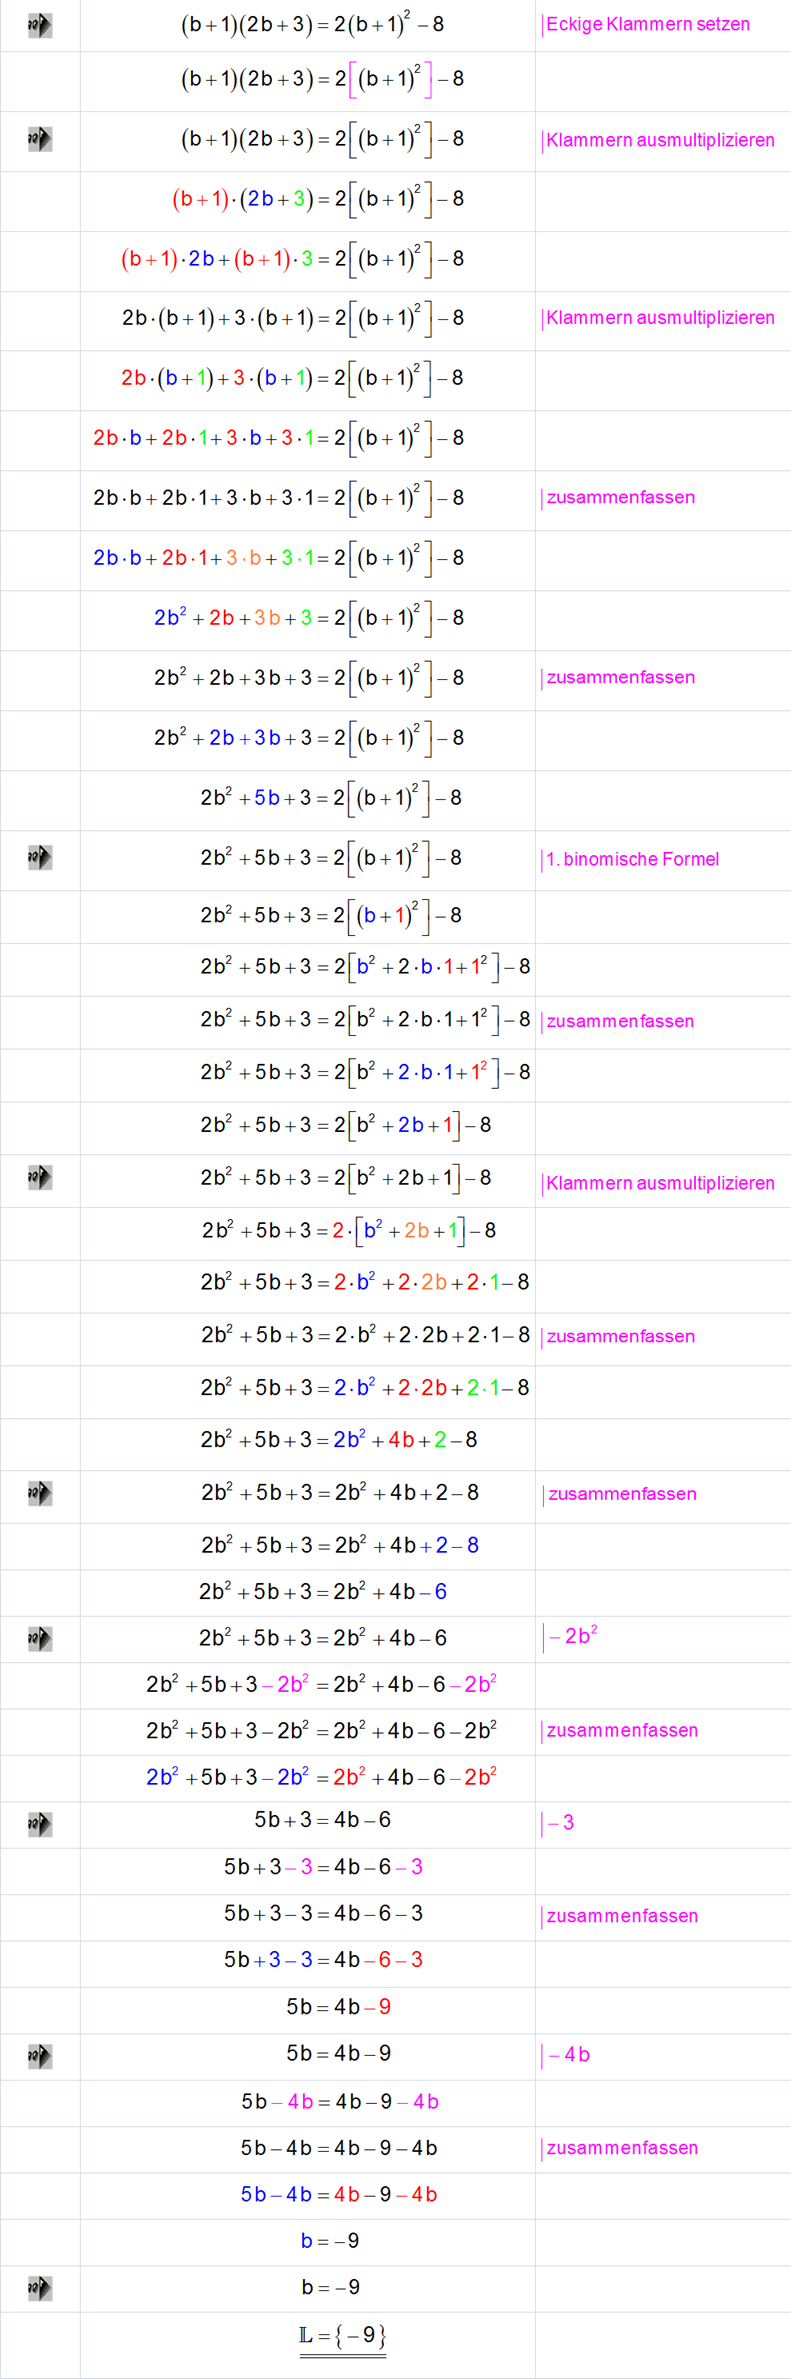 (b+1)(2b+3)=2(b+1)²−8 |Eckige Klammern setzen
(b+1)(2b+3)=2[(b+1)²]−8
(b+1)(2b+3)=2[(b+1)²]−8 |Klammern ausmultiplizieren
(b+1)·(2b+3)=2[(b+1)²]−8
(b+1)·2b+(b+1)·3=2[(b+1)²]−8
2b·(b+1)+3·(b+1)=2[(b+1)²]−8 |Klammern ausmultiplizieren
2b·(b+1)+3·(b+1)=2[(b+1)²]−8
2b·b+2b·1+3·b+3·1=2[(b+1)²]−8
2b·b+2b·1+3·b+3·1=2[(b+1)²]−8 |zusammenfassen
2b·b+2b·1+3·b+3·1=2[(b+1)²]−8
2b²+2b+3b+3=2[(b+1)²]−8
2b²+2b+3b+3=2[(b+1)²]−8 |zusammenfassen
2b²+2b+3b+3=2[(b+1)²]−8
2b²+5b+3=2[(b+1)²]−8
2b²+5b+3=2[(b+1)²]−8 |1. binomische Formel
2b²+5b+3=2[(b+1)²]−8
2b²+5b+3=2[b²+2·b·1+1²]−8
2b²+5b+3=2[b²+2·b·1+1²]−8 |zusammenfassen
2b²+5b+3=2[b²+2·b·1+1²]−8
2b²+5b+3=2[b²+2b+1]−8
2b²+5b+3=2[b²+2b+1]−8 |Klammern ausmultiplizieren
2b²+5b+3=2·[b²+2b+1]−8
2b²+5b+3=2·b²+2·2b+2·1−8
2b²+5b+3=2·b²+2·2b+2·1−8 |zusammenfassen
2b²+5b+3=2·b²+2·2b+2·1−8
2b²+5b+3=2b²+4b+2−8
2b²+5b+3=2b²+4b+2−8 |zusammenfassen
2b²+5b+3=2b²+4b+2−8
2b²+5b+3=2b²+4b−6
2b²+5b+3=2b²+4b−6 |−2b²
2b²+5b+3−2b²=2b²+4b−6−2b²
2b²+5b+3−2b²=2b²+4b−6−2b² |zusammenfassen
2b²+5b+3−2b²=2b²+4b−6−2b²
5b+3=4b−6 |−3
5b+3−3=4b−6−3
5b+3−3=4b−6−3 |zusammenfassen
5b+3−3=4b−6−3
5b=4b−9
5b=4b−9 |−4b
5b−4b=4b−9−4b
5b−4b=4b−9−4b |zusammenfassen
5b−4b=4b−9−4b
b=−9
b=−9
𝕃={−9}